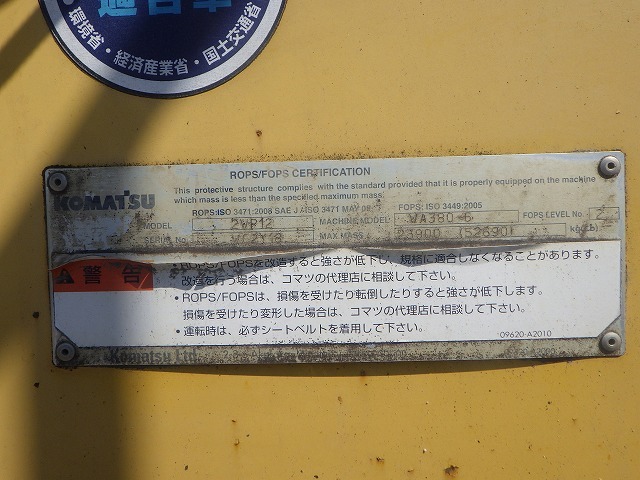 適合車
・環境省・経済産業省・国土交通省
ROPS/FOPS CERTIFICATION
KOMATSU
This protective structure complies with the standard provided that it is properly equipped on the machine
which mass is less than the specified maximum mass.
ROPS: ISO 3471:2008 SAE J/ISO 3471 MAY 08 FOPS: ISO 3449:2005
MODEL MACHINE MODEL WA380-6 FOPS LEVEL No. 2
SERIAL No. MAX MASS 23900 (52690) kg(Lb)
警告
・ROPS/FOPSを改造すると強さが低下し、規格に適合しなくなることがあります。
改造を行う場合は、コマツの代理店に相談して下さい。
・ROPS/FOPSは、損傷を受けたり転倒したりすると強さが低下します。
損傷を受けたり変形した場合は、コマツの代理店に相談して下さい。
・運転時は、必ずシートベルトを着用して下さい。
09620-A2010
Komatsu Ltd.